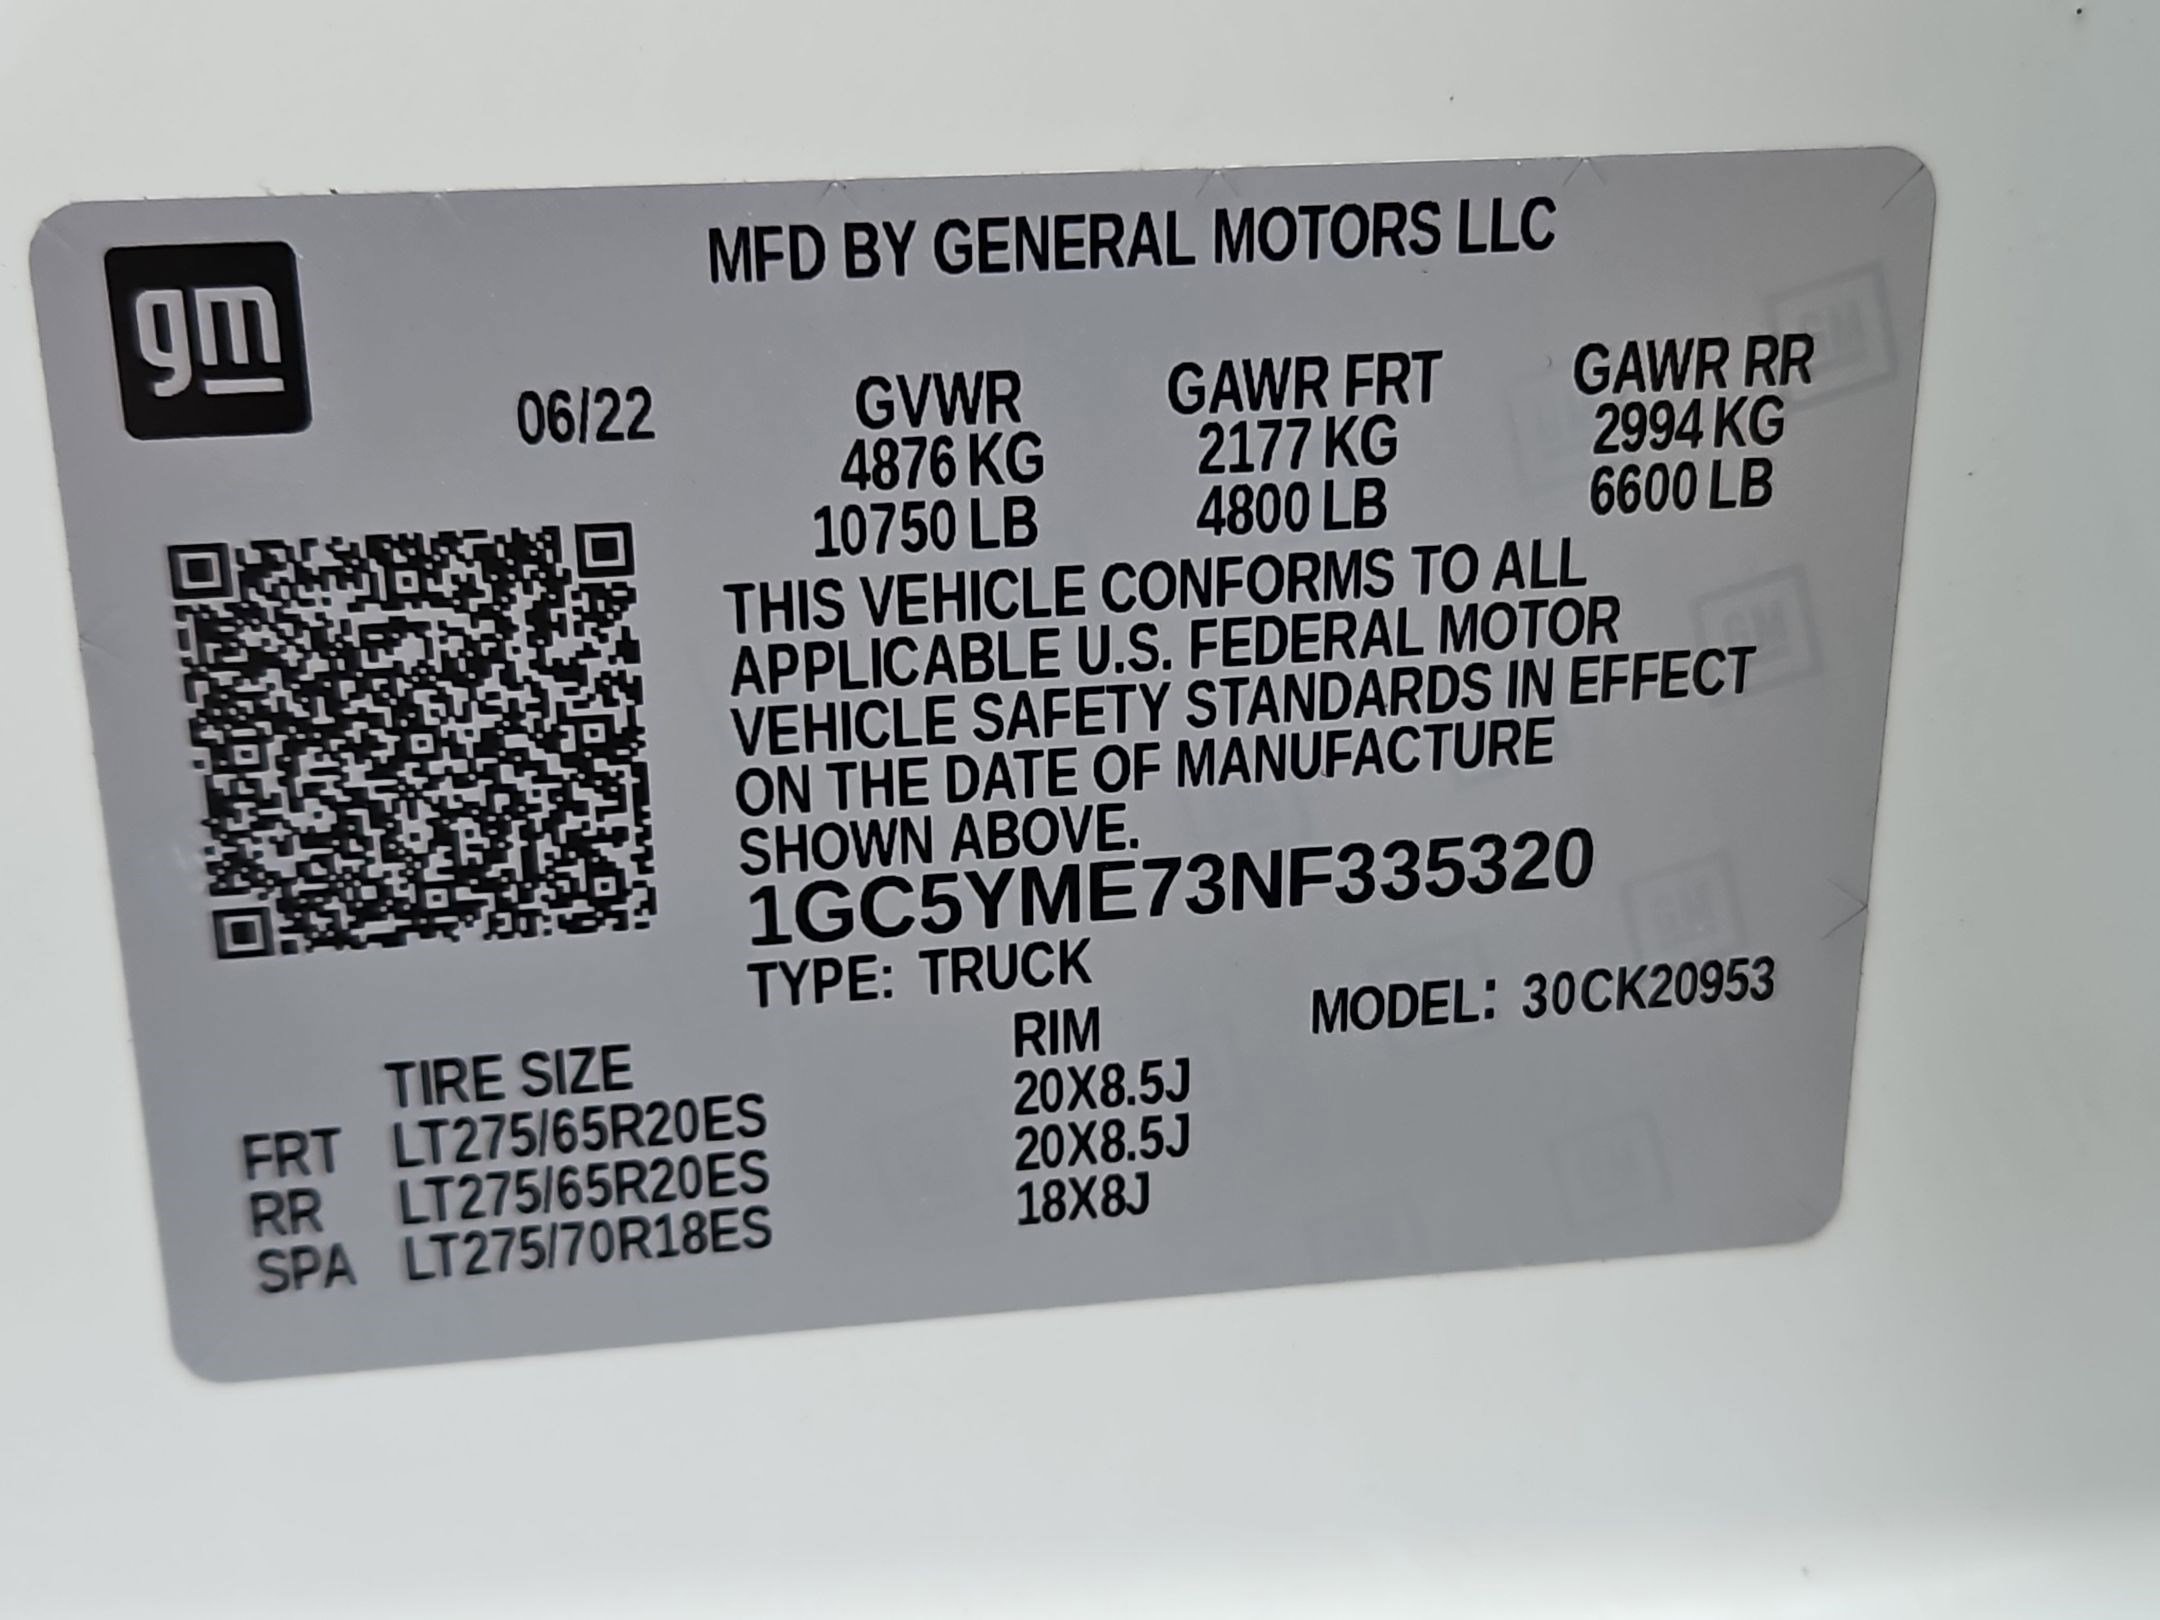 MFD BY GENERAL MOTORS LLC
gm
06/22
GVWR GAWR FRT GAWR RR
4876 KG 2177 KG 2994 KG
10750 LB 4800 LB 6600 LB
THIS VEHICLE CONFORMS TO ALL
APPLICABLE U.S. FEDERAL MOTOR
VEHICLE SAFETY STANDARDS IN EFFECT
ON THE DATE OF MANUFACTURE
SHOWN ABOVE.
1GC5YME73NF335320
TYPE: TRUCK MODEL: 30CK20953
TIRE SIZE RIM
FRT LT275/65R20ES 20X8.5J
RR LT275/65R20ES 20X8.5J
SPA LT275/70R18ES 18X8J